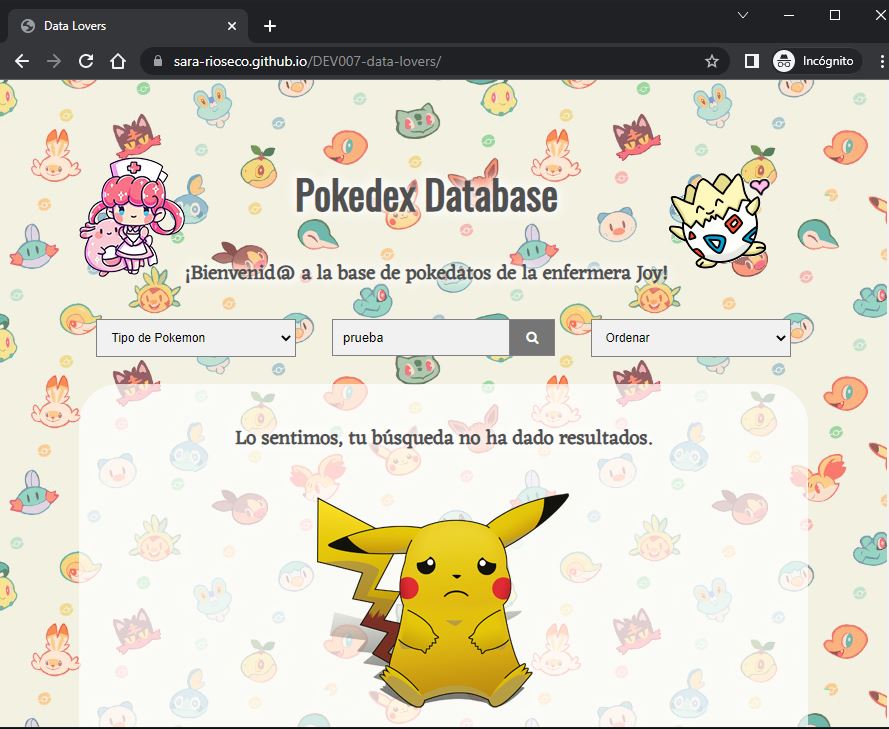 Data Lovers
sara-rioseco.github.io/DEV007-data-lovers/
Incógnito
Pokedex Database
¡Bienvenid@ a la base de pokedatos de la enfermera Joy!
Tipo de Pokemon
prueba
Ordenar
Lo sentimos, tu búsqueda no ha dado resultados.